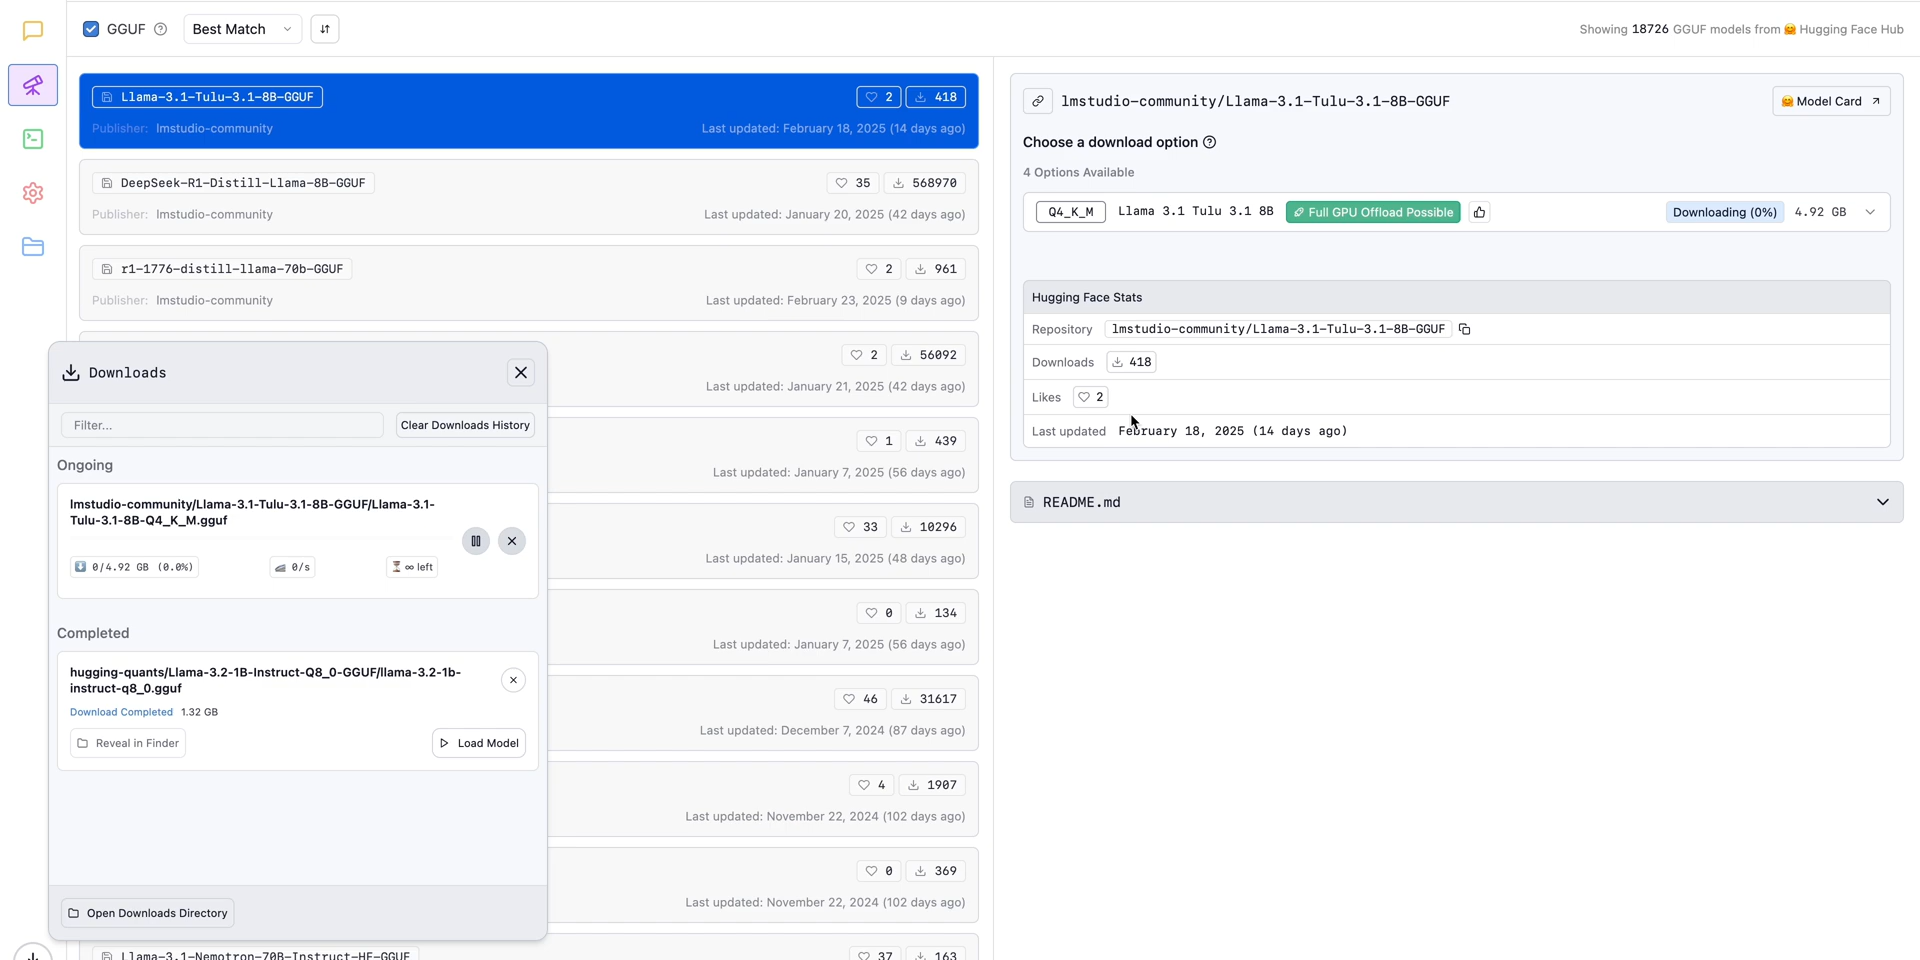 GGUF Best Match
Showing 18726 GGUF models from 🤗 Hugging Face Hub
Llama-3.1-Tulu-3.1-8B-GGUF 2 418
Publisher: lmstudio-community Last updated: February 18, 2025 (14 days ago)
DeepSeek-R1-Distill-Llama-8B-GGUF 35 568970
Publisher: lmstudio-community Last updated: January 20, 2025 (42 days ago)
r1-1776-distill-llama-70b-GGUF 2 961
Publisher: lmstudio-community Last updated: February 23, 2025 (9 days ago)
2 56092
Last updated: January 21, 2025 (42 days ago)
1 439
Last updated: January 7, 2025 (56 days ago)
33 10296
Last updated: January 15, 2025 (48 days ago)
0 134
Last updated: January 7, 2025 (56 days ago)
46 31617
Last updated: December 7, 2024 (87 days ago)
4 1907
Last updated: November 22, 2024 (102 days ago)
0 369
Last updated: November 22, 2024 (102 days ago)
Llama-3.1-Nemotron-70B-Instruct-HF-GGUF 37 163
Downloads
Filter... Clear Downloads History
Ongoing
lmstudio-community/Llama-3.1-Tulu-3.1-8B-GGUF/Llama-3.1-
Tulu-3.1-8B-Q4_K_M.gguf
0/4.92 GB (0.0%) 0/s ∞ left
Completed
hugging-quants/Llama-3.2-1B-Instruct-Q8_0-GGUF/llama-3.2-1b-
instruct-q8_0.gguf
Download Completed 1.32 GB
Reveal in Finder Load Model
Open Downloads Directory
lmstudio-community/Llama-3.1-Tulu-3.1-8B-GGUF 🤗 Model Card
Choose a download option
4 Options Available
Q4_K_M Llama 3.1 Tulu 3.1 8B Full GPU Offload Possible Downloading (0%) 4.92 GB
Hugging Face Stats
Repository lmstudio-community/Llama-3.1-Tulu-3.1-8B-GGUF
Downloads 418
Likes 2
Last updated February 18, 2025 (14 days ago)
README.md